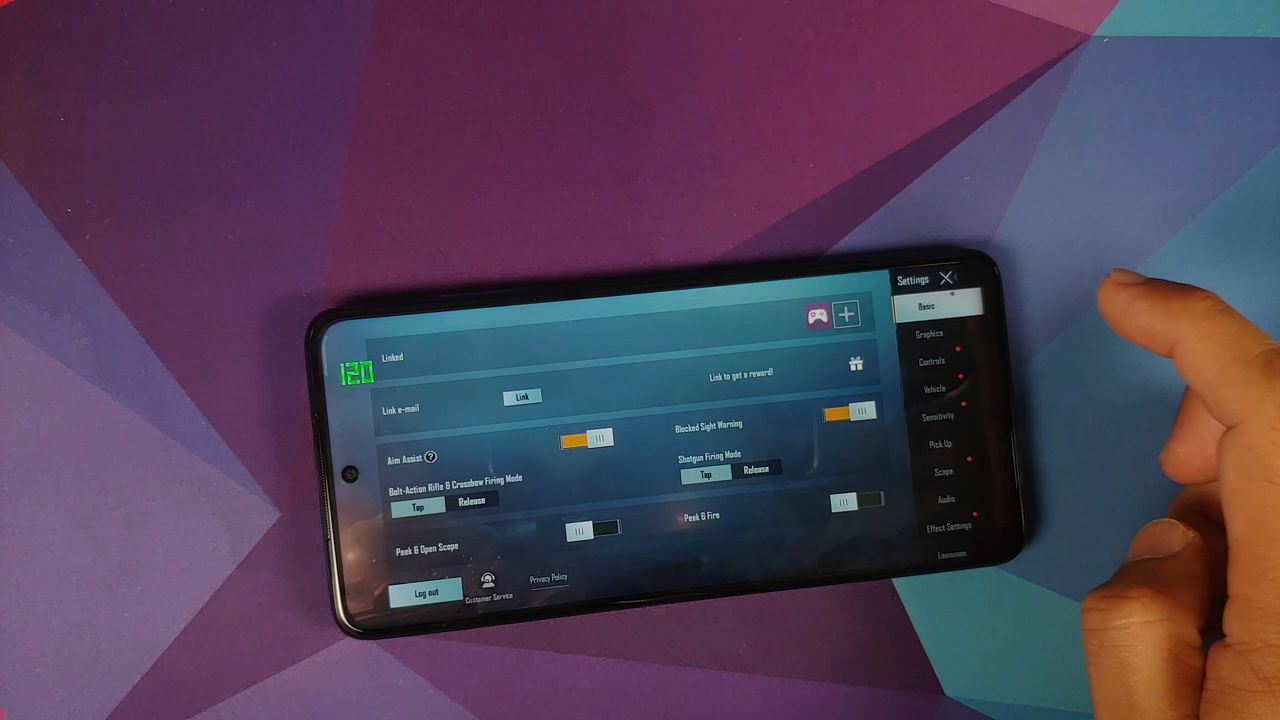 Settings
120
Linked
Basic
Link e-mail
Link
Link to get a reward!
Graphics
Controls
Vehicle
Aim Assist ?
Blocked Sight Warning
Sensitivity
Bolt-Action Rifle & Crossbow Firing Mode
Tap Release
Shotgun Firing Mode
Tap Release
Pick Up
Scope
Peek & Open Scope
Peek & Fire
Audio
Effect Settings
Language
Log out
Customer Service
Privacy Policy